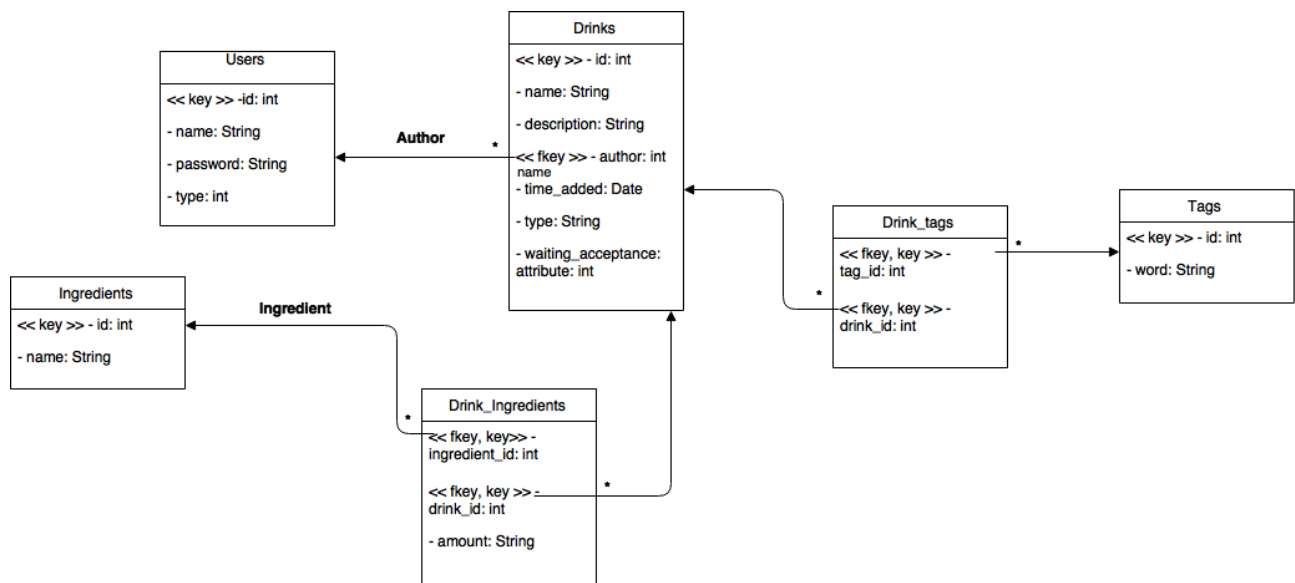 Users
<< key >> -id: int
- name: String
- password: String
- type: int
Author
*
Drinks
<< key >> - id: int
- name: String
- description: String
<< fkey >> - author: int
name
- time_added: Date
- type: String
- waiting_acceptance:
attribute: int
Drink_tags
<< fkey, key >> -
tag_id: int
<< fkey, key >> -
drink_id: int
*
*
Tags
<< key >> - id: int
- word: String
Ingredients
<< key >> - id: int
- name: String
Ingredient
*
Drink_Ingredients
<< fkey, key>> -
ingredient_id: int
<< fkey, key >> -
drink_id: int
- amount: String
*